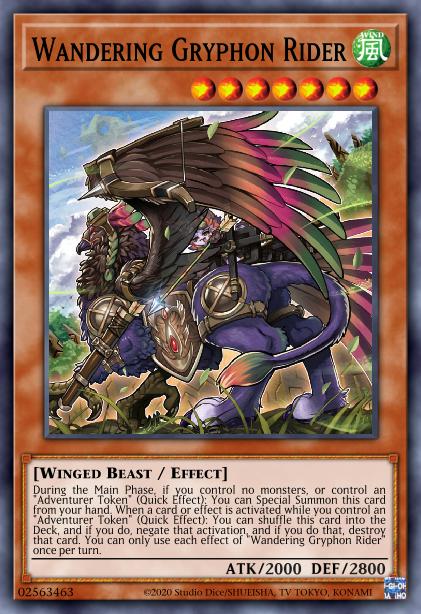 WANDERING GRYPHON RIDER
WIND
風
[WINGED BEAST / EFFECT]
During the Main Phase, if you control no monsters, or control an
"Adventurer Token" (Quick Effect): You can Special Summon this card
from your hand. When a card or effect is activated while you control an
"Adventurer Token" (Quick Effect): You can shuffle this card into the
Deck, and if you do, negate that activation, and if you do that, destroy
that card. You can only use each effect of "Wandering Gryphon Rider"
once per turn.
ATK/2000 DEF/2800
02563463
©2020 Studio Dice/SHUEISHA, TV TOKYO, KONAMI